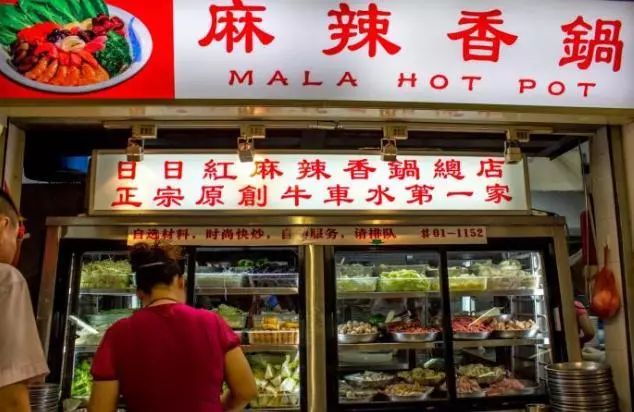 麻辣香鍋
MALA HOT POT
日日紅麻辣香鍋總店
正宗原創牛車水第一家
自选材料，时尚快炒，自 服务，请排队 #01-1152